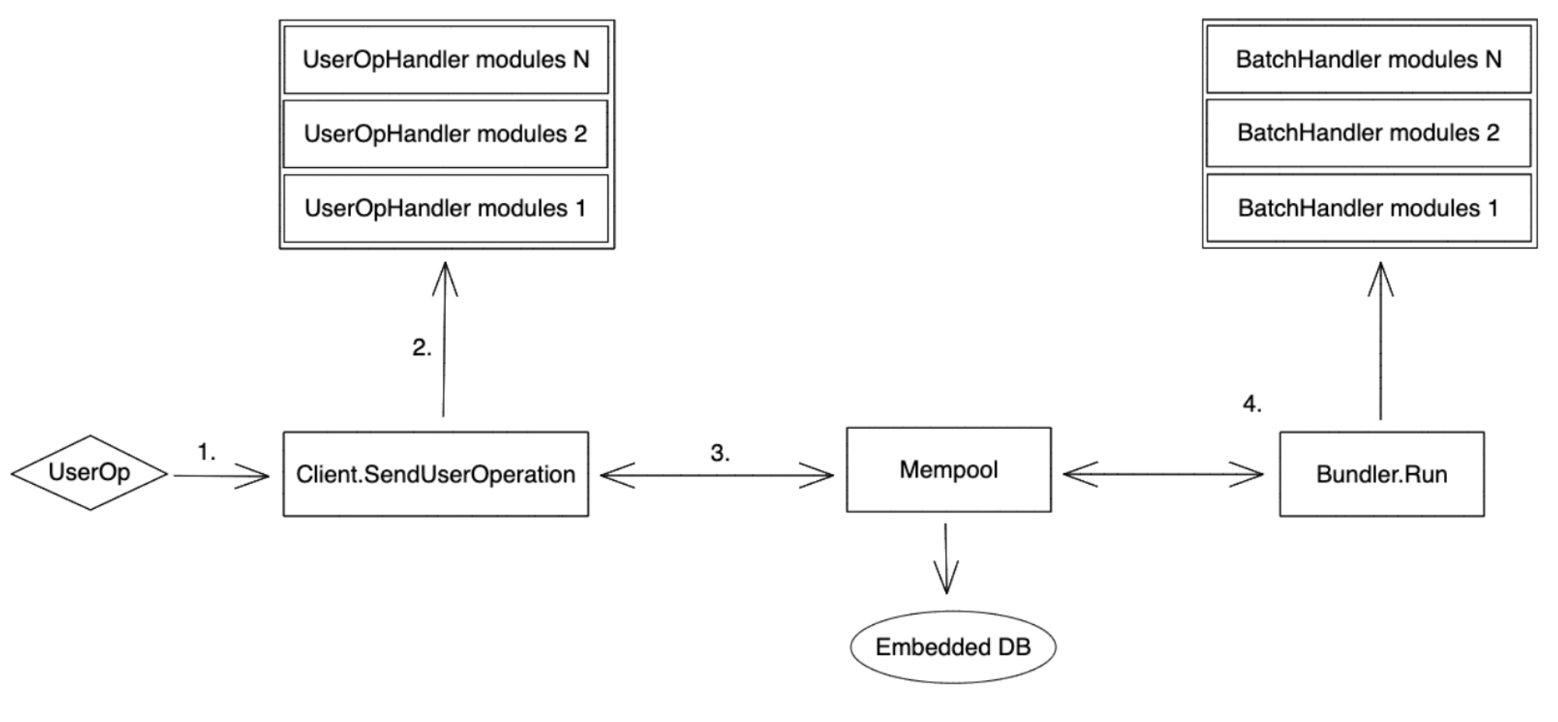 UserOpHandler modules N
UserOpHandler modules 2
UserOpHandler modules 1
BatchHandler modules N
BatchHandler modules 2
BatchHandler modules 1
2.
4.
1.
3.
UserOp
Client.SendUserOperation
Mempool
Bundler.Run
Embedded DB